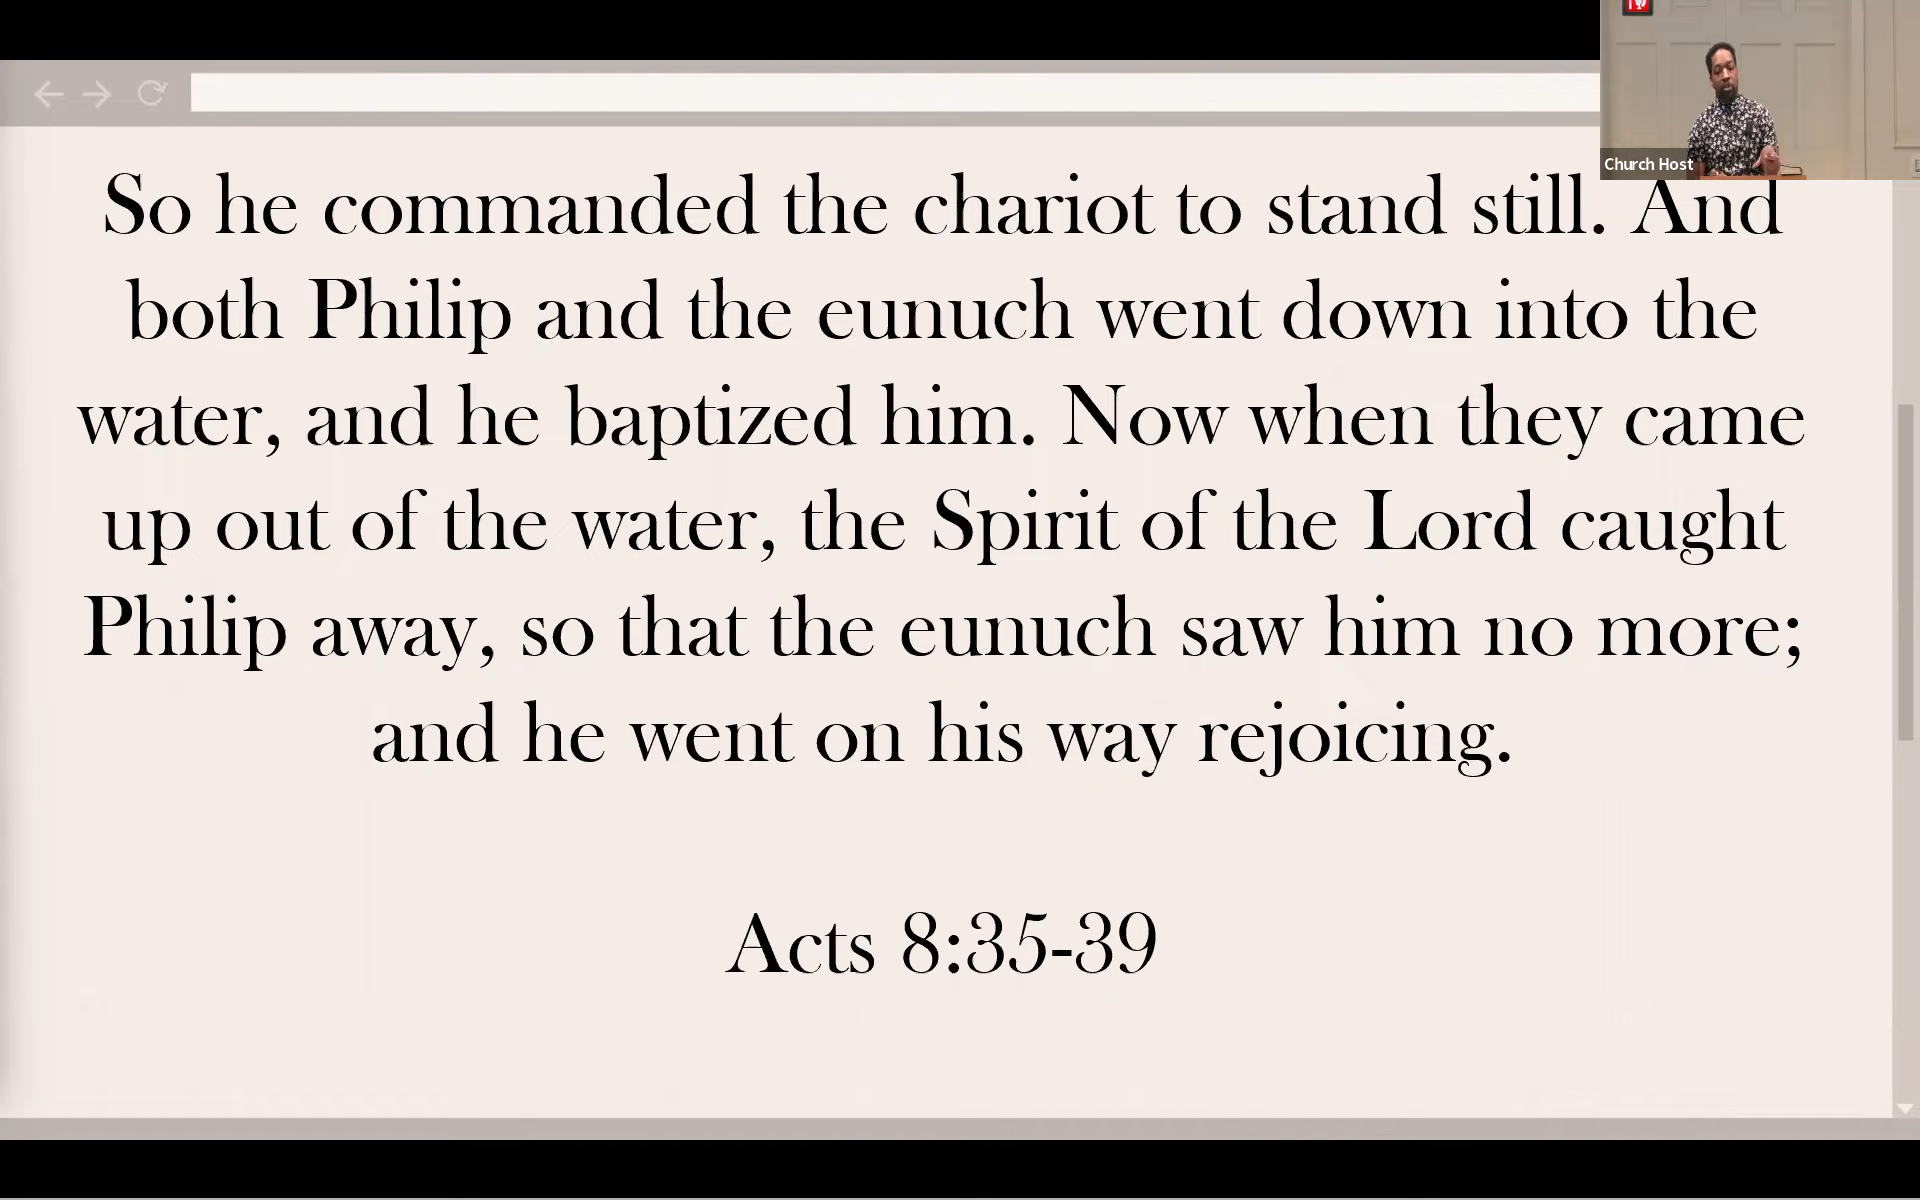 Church Host
So he commanded the chariot to stand still. And
both Philip and the eunuch went down into the
water, and he baptized him. Now when they came
up out of the water, the Spirit of the Lord caught
Philip away, so that the eunuch saw him no more;
and he went on his way rejoicing.
Acts 8:35-39